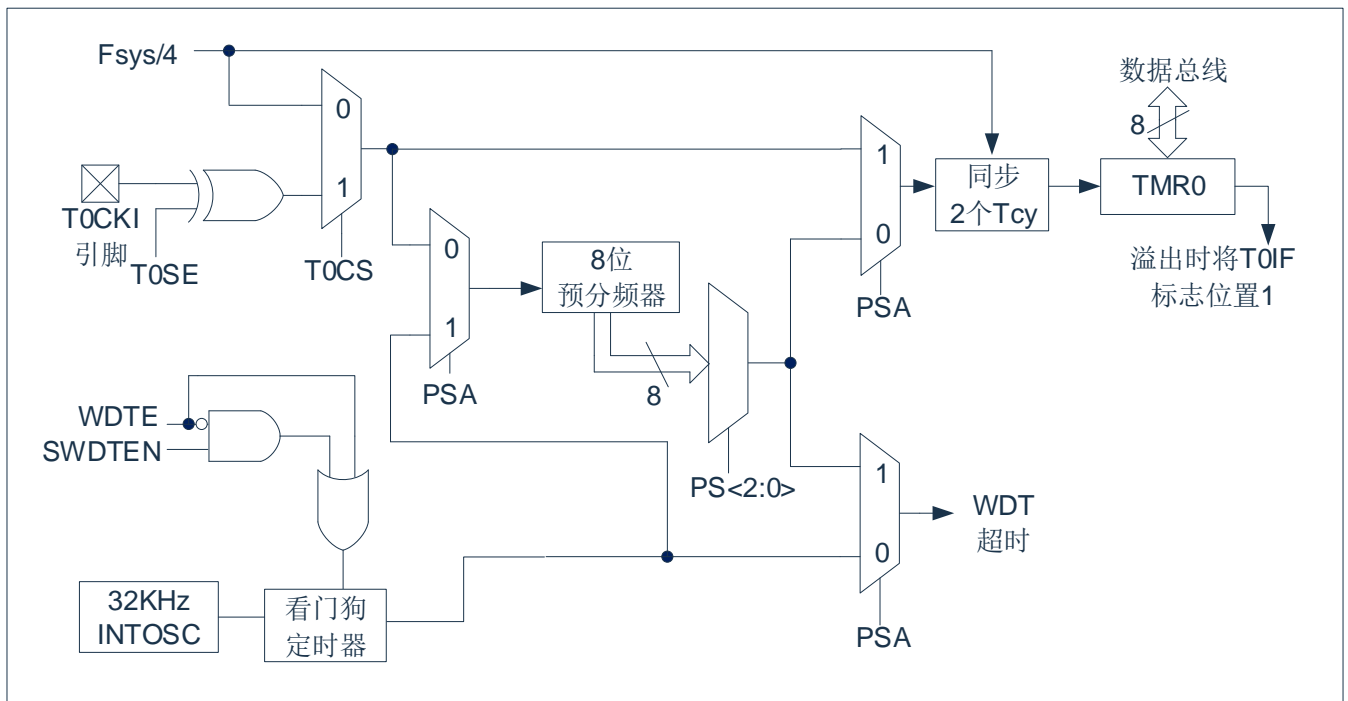 Fsys/4
数据总线
8
0
1
1
0
同步
2个Tcy
TMR0
T0CKI
引脚
T0SE
T0CS
0
1
8位
预分频器
溢出时将T0IF
标志位置1
PSA
PSA
8
WDTE
SWDTEN
PS<2:0>
1
0
WDT
超时
32KHz
INTOSC
看门狗
定时器
PSA